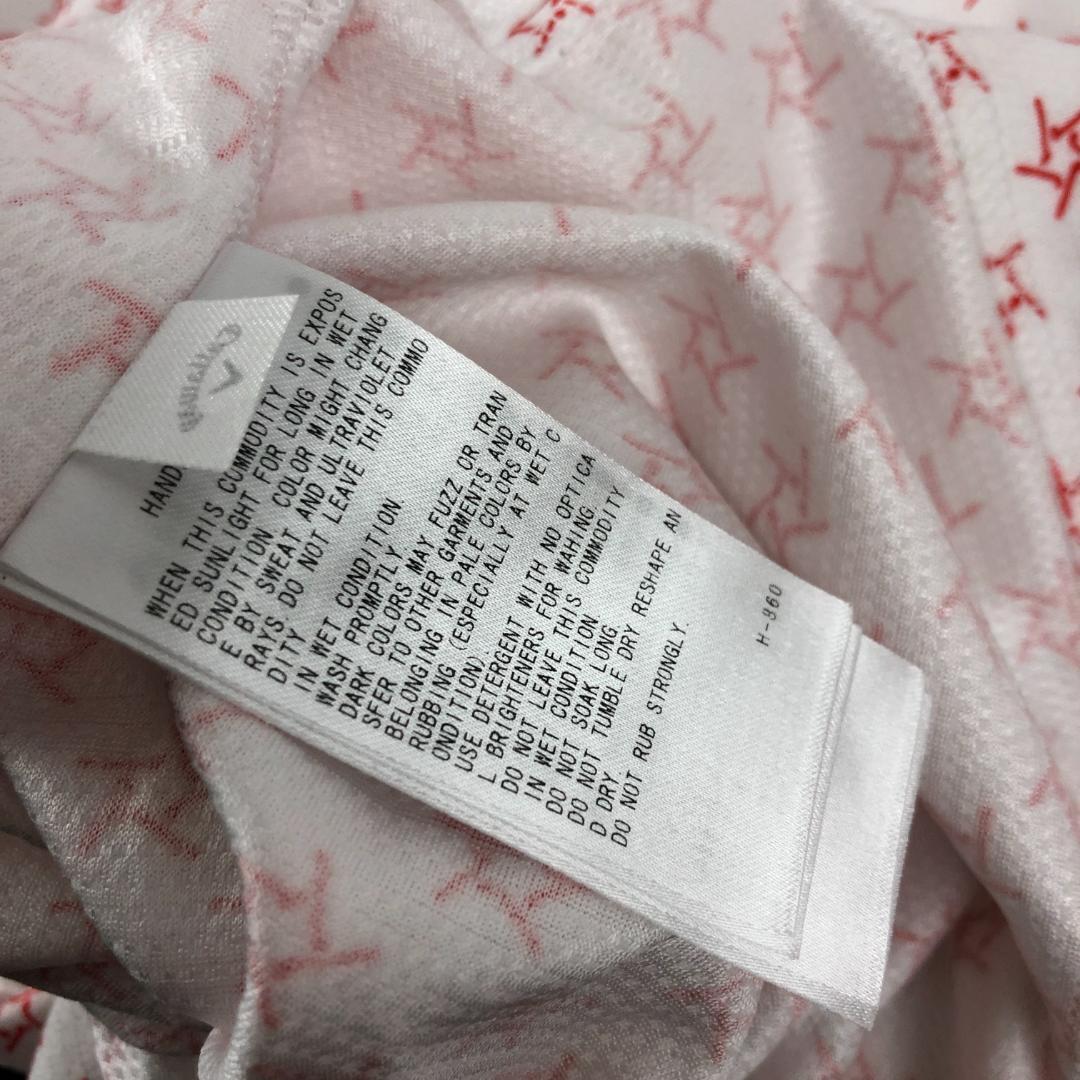 Callaway
HAND
WHEN THIS COMMODITY IS EXPOS
ED SUNLIGHT FOR LONG IN WET
CONDITION, COLOR MIGHT CHANG
E BY SWEAT AND ULTRAVIOLET
RAYS DO NOT LEAVE THIS COMMO
DITY
IN WET CONDITION
WASH PROMPTLY
DARK COLORS MAY FUZZ OR TRAN
SFER TO OTHER GARMENTS AND
BELONGING IN PALE COLORS BY
RUBBING (ESPECIALLY AT WET C
ONDITION)
USE DETERGENT WITH NO OPTICA
L BRIGHTENERS FOR WAHING.
DO NOT LEAVE THIS COMMODITY
IN WET CONDITION
DO NOT SOAK LONG
DO NOT TUMBLE DRY RESHAPE AN
D DRY.
DO NOT RUB STRONGLY.
H-960